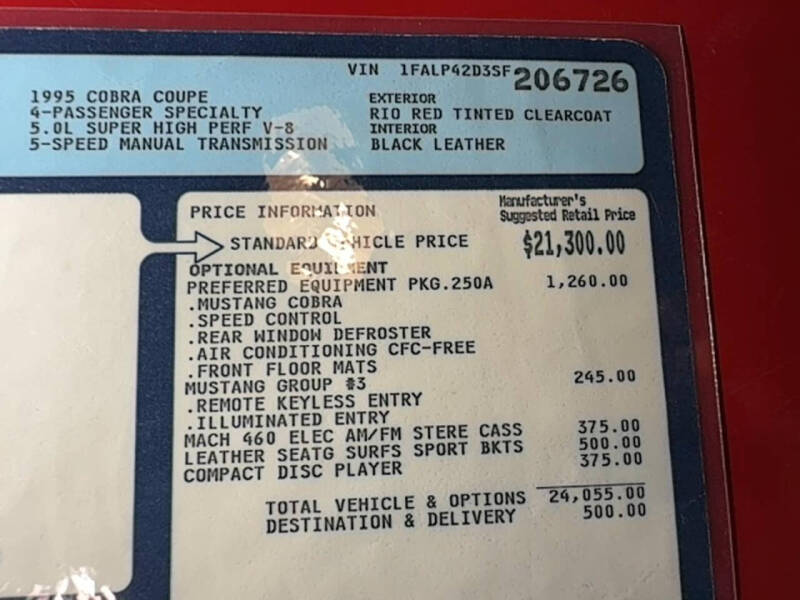 VIN 1FALP42D3SF206726
1995 COBRA COUPE
4-PASSENGER SPECIALTY
5.0L SUPER HIGH PERF V-8
5-SPEED MANUAL TRANSMISSION
EXTERIOR
RIO RED TINTED CLEARCOAT
INTERIOR
BLACK LEATHER
PRICE INFORMATION
Manufacturer's
Suggested Retail Price
STANDARD VEHICLE PRICE $21,300.00
OPTIONAL EQUIPMENT
PREFERRED EQUIPMENT PKG.250A 1,260.00
.MUSTANG COBRA
.SPEED CONTROL
.REAR WINDOW DEFROSTER
.AIR CONDITIONING CFC-FREE
.FRONT FLOOR MATS
MUSTANG GROUP #3 245.00
.REMOTE KEYLESS ENTRY
.ILLUMINATED ENTRY
MACH 460 ELEC AM/FM STERE CASS 375.00
LEATHER SEATG SURFS SPORT BKTS 500.00
COMPACT DISC PLAYER 375.00
TOTAL VEHICLE & OPTIONS 24,055.00
DESTINATION & DELIVERY 500.00